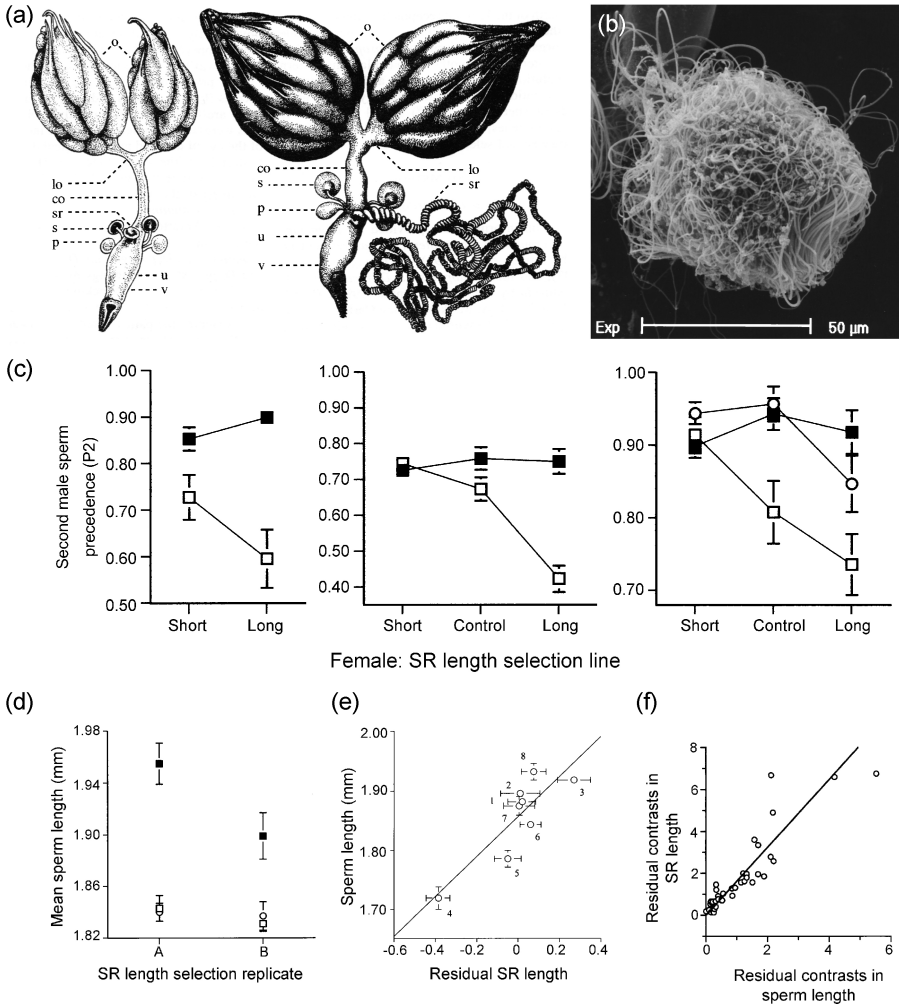 (a)
o
lo
co
sr
s
p
u
v
o
co
s
p
u
v
lo
sr
(b)
Exp 50 µm
(c)
Second male sperm
precedence (P2)
1.00
0.90
0.80
0.70
0.60
0.50
Short Long
1.00
0.90
0.80
0.70
0.60
0.50
0.40
Short Control Long
1.00
0.90
0.80
0.70
Short Control Long
Female: SR length selection line
(d)
Mean sperm length (mm)
1.98
1.94
1.90
1.86
1.82
A B
SR length selection replicate
(e)
Sperm length (mm)
2.00
1.90
1.80
1.70
8
2
1
3
7
6
5
4
-0.6 -0.4 -0.2 0 0.2 0.4
Residual SR length
(f)
Residual contrasts in
SR length
8
6
4
2
0
0 2 4 6
Residual contrasts in
sperm length